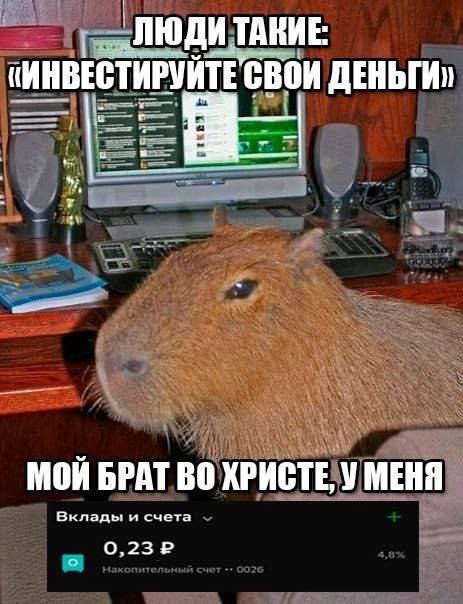 ЛЮДИ ТАКИЕ:
«ИНВЕСТИРУЙТЕ СВОИ ДЕНЬГИ»
МОЙ БРАТ ВО ХРИСТЕ, У МЕНЯ
Вклады и счета
+
0,23 ₽
4,8%
Накопительный счет •• 0026